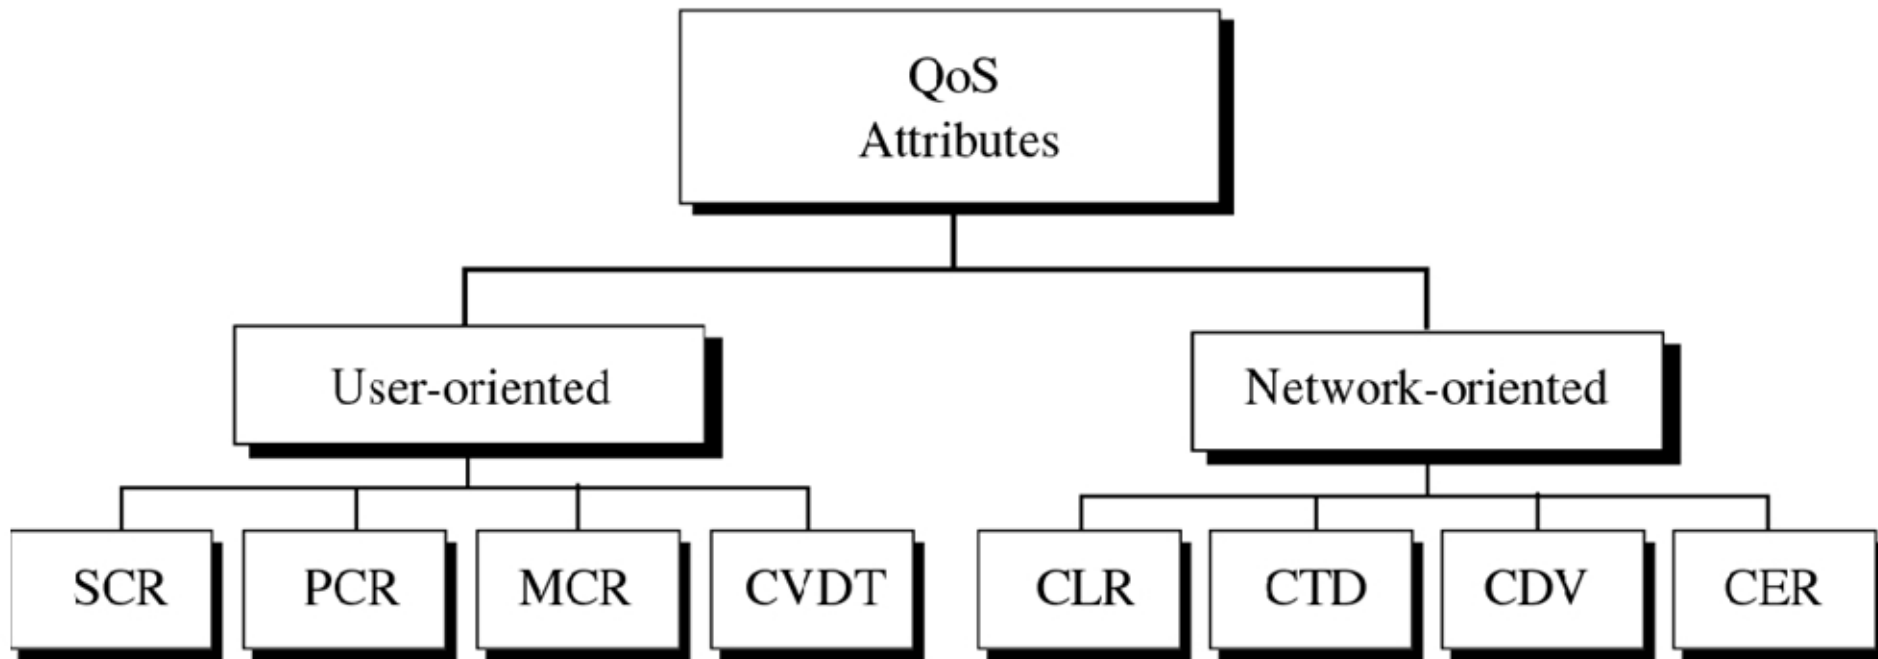 QoS
Attributes
User-oriented
Network-oriented
SCR
PCR
MCR
CVDT
CLR
CTD
CDV
CER